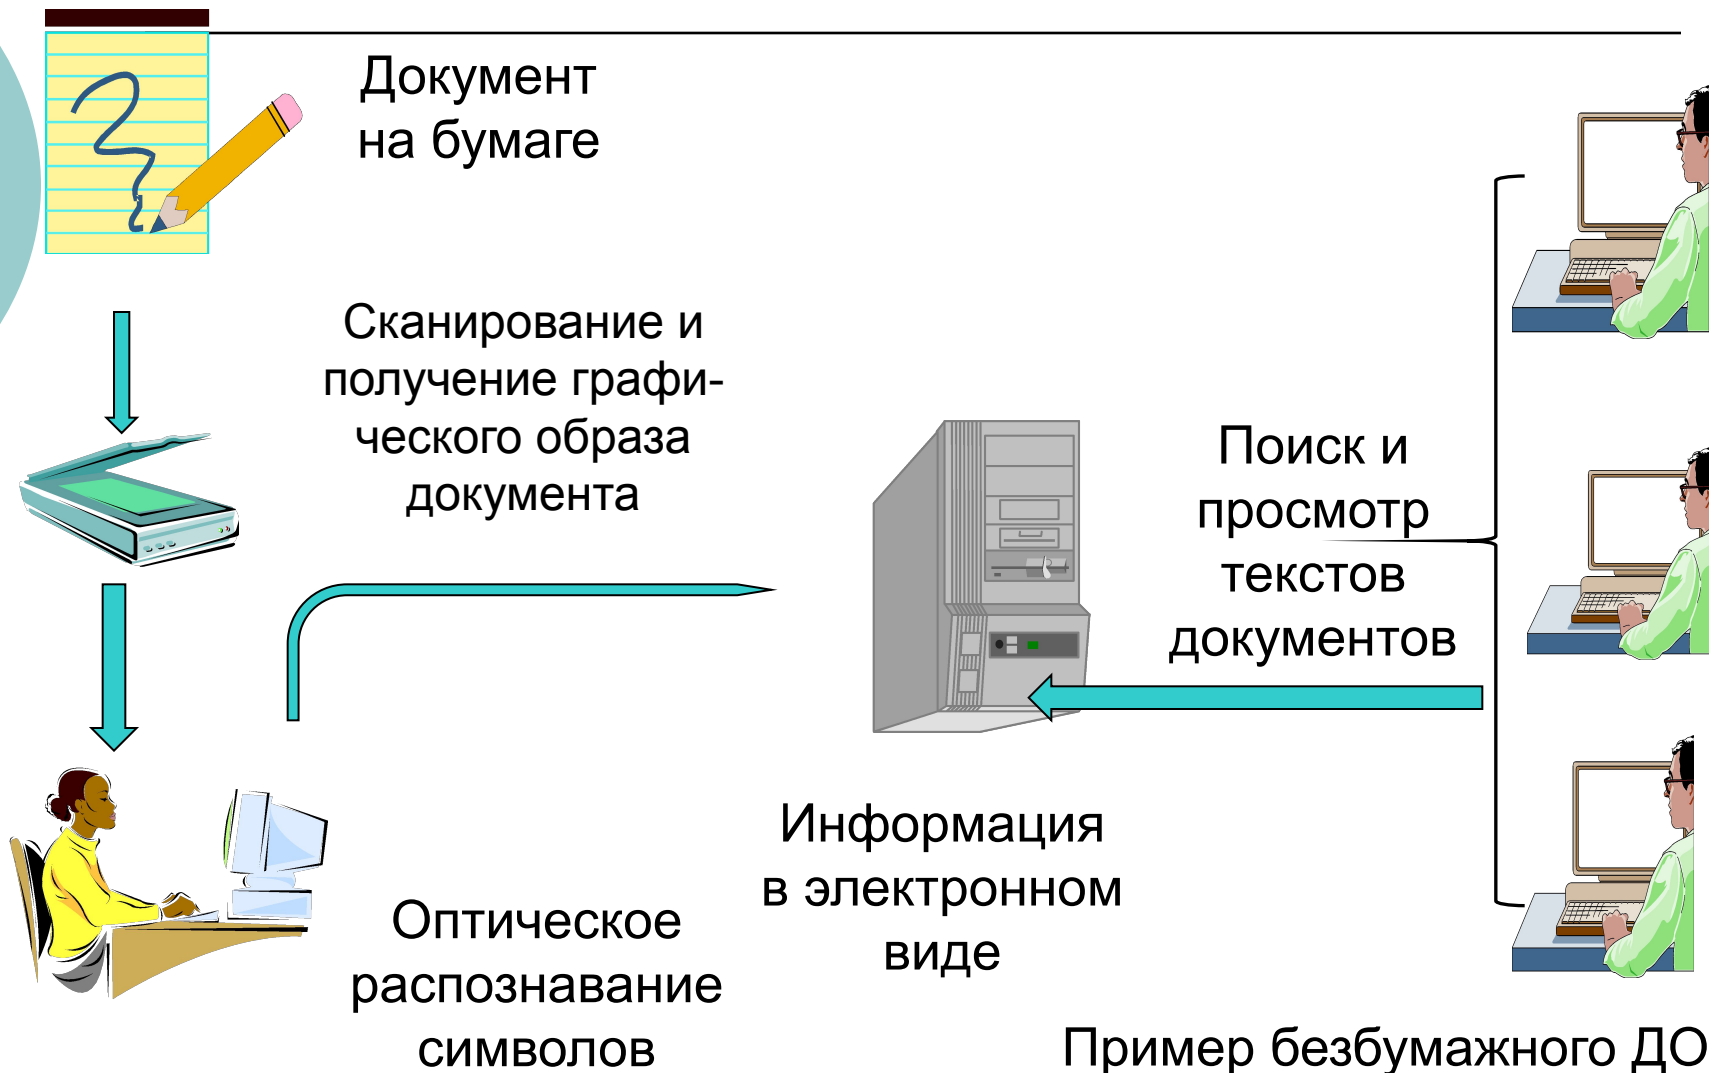 Документ
на бумаге
Сканирование и
получение графи-
ческого образа
документа
Поиск и
просмотр
текстов
документов
Информация
в электронном
виде
Оптическое
распознавание
символов
Пример безбумажного ДО